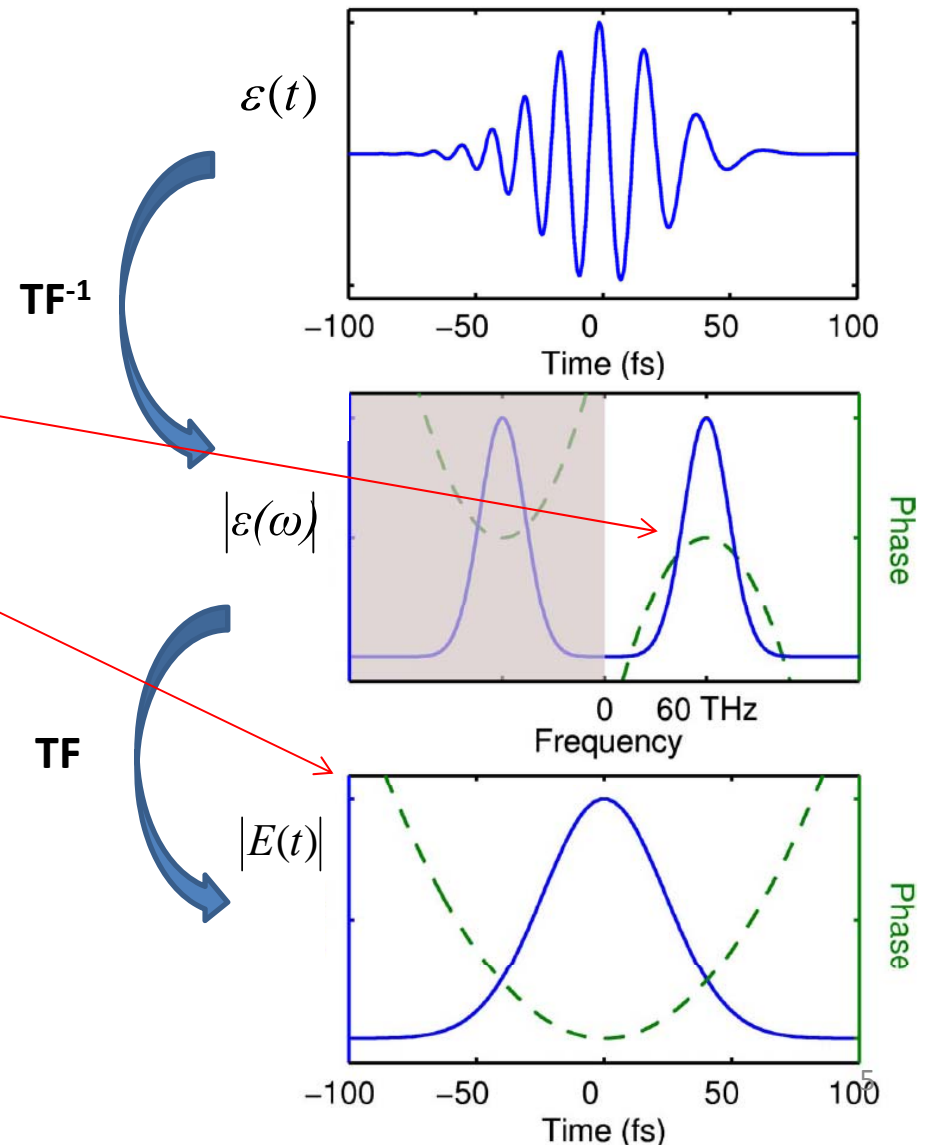 ε(t)
TF-1
−100 −50 0 50 100
Time (fs)
|ε(ω)|
Phase
0 60 THz
Frequency
TF
|E(t)|
Phase
−100 −50 0 50 100
5
Time (fs)